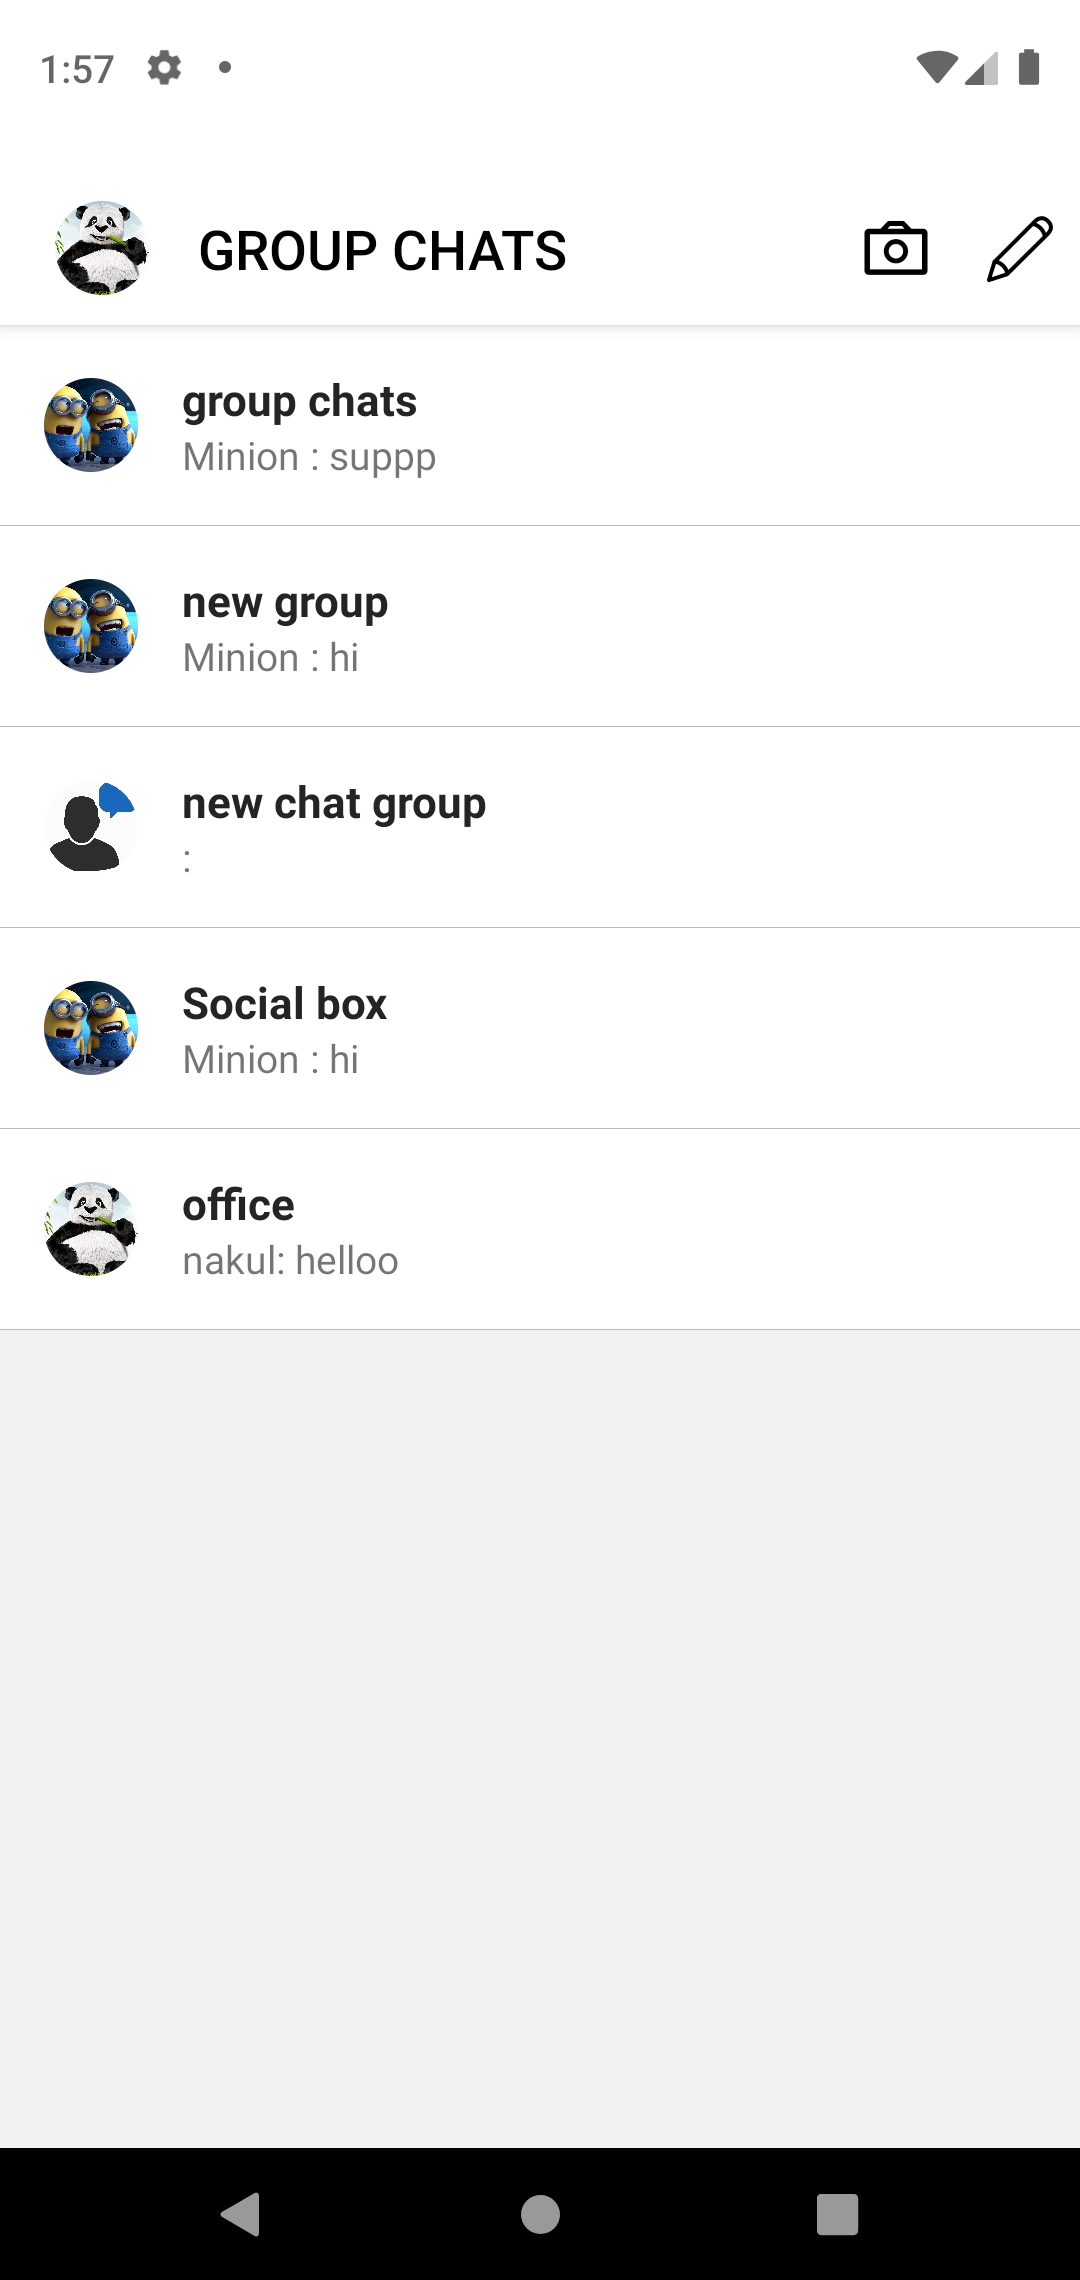 1:57
GROUP CHATS
group chats
Minion : suppp
new group
Minion : hi
new chat group
:
Social box
Minion : hi
office
nakul: helloo